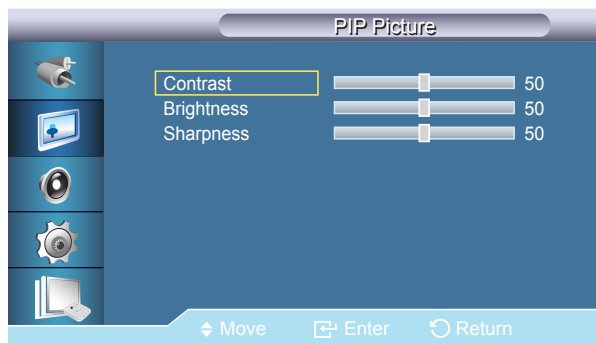 PIP Picture
Contrast 50
Brightness 50
Sharpness 50
Move Enter Return